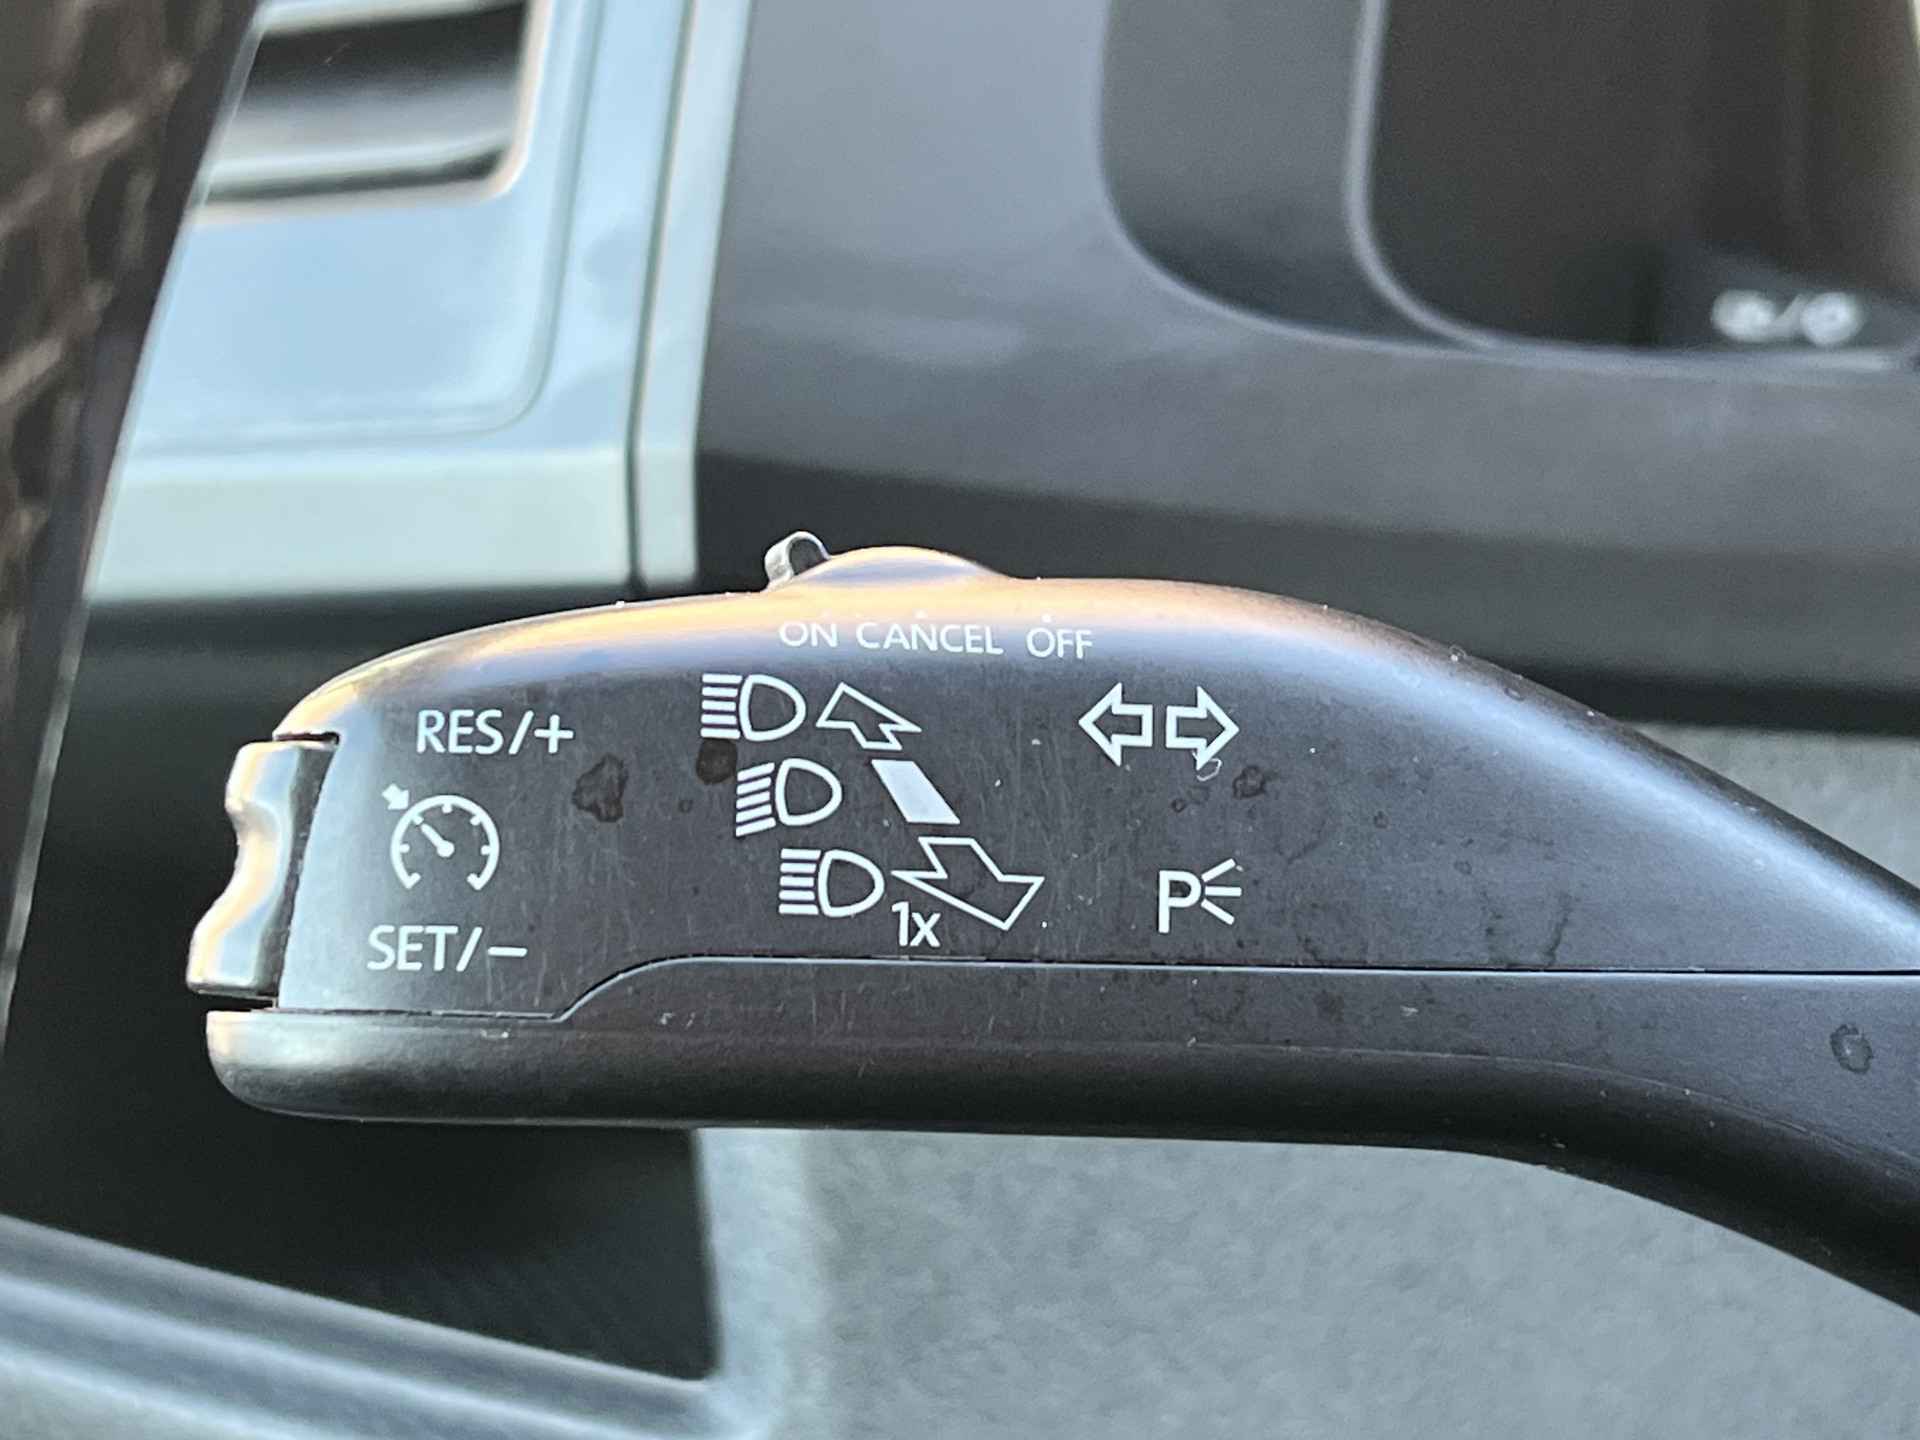 ON CANCEL OFF
RES/+
SET/−
1x
P